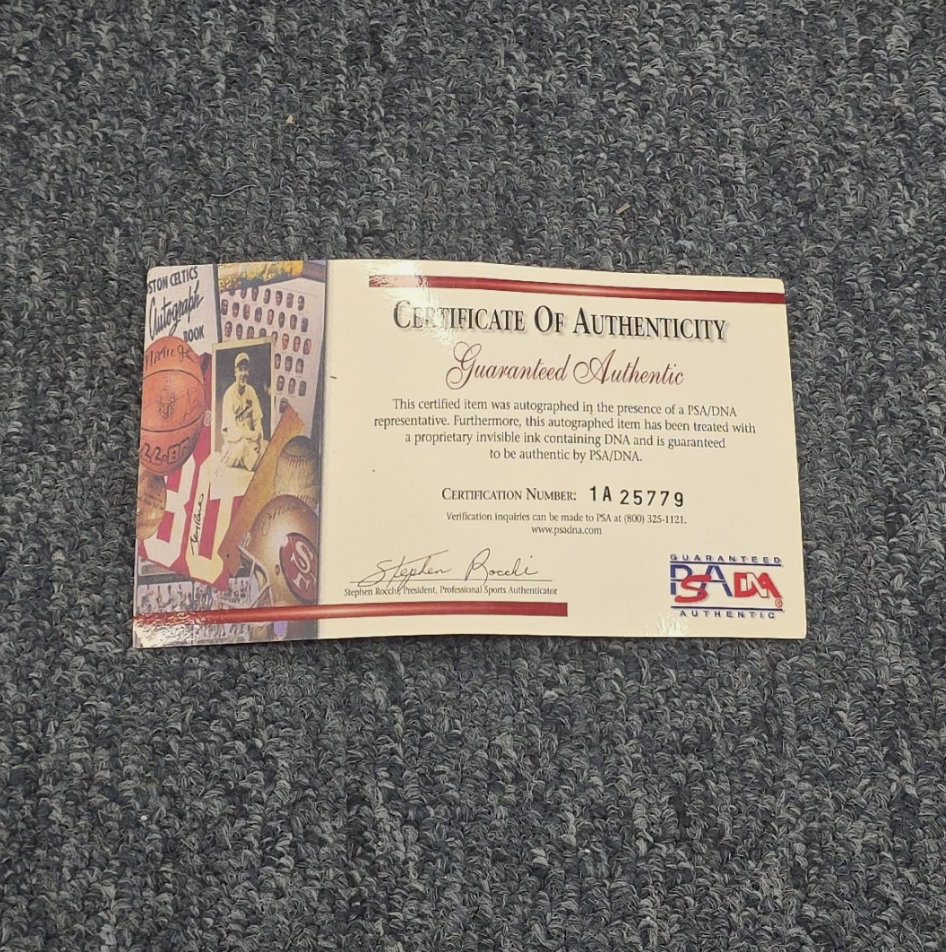 STON CELTICS
Autograph
BOOK
CERTIFICATE OF AUTHENTICITY
Guaranteed Authentic
This certified item was autographed in the presence of a PSA/DNA
representative. Furthermore, this autographed item has been treated with
a proprietary invisible ink containing DNA and is guaranteed
to be authentic by PSA/DNA.
CERTIFICATION NUMBER: 1A 25779
Verification inquiries can be made to PSA at (800) 325-1121.
www.psadna.com
Stephen Rocchi
Stephen Rocchi, President, Professional Sports Authenticator
GUARANTEED
PSA DNA
AUTHENTIC